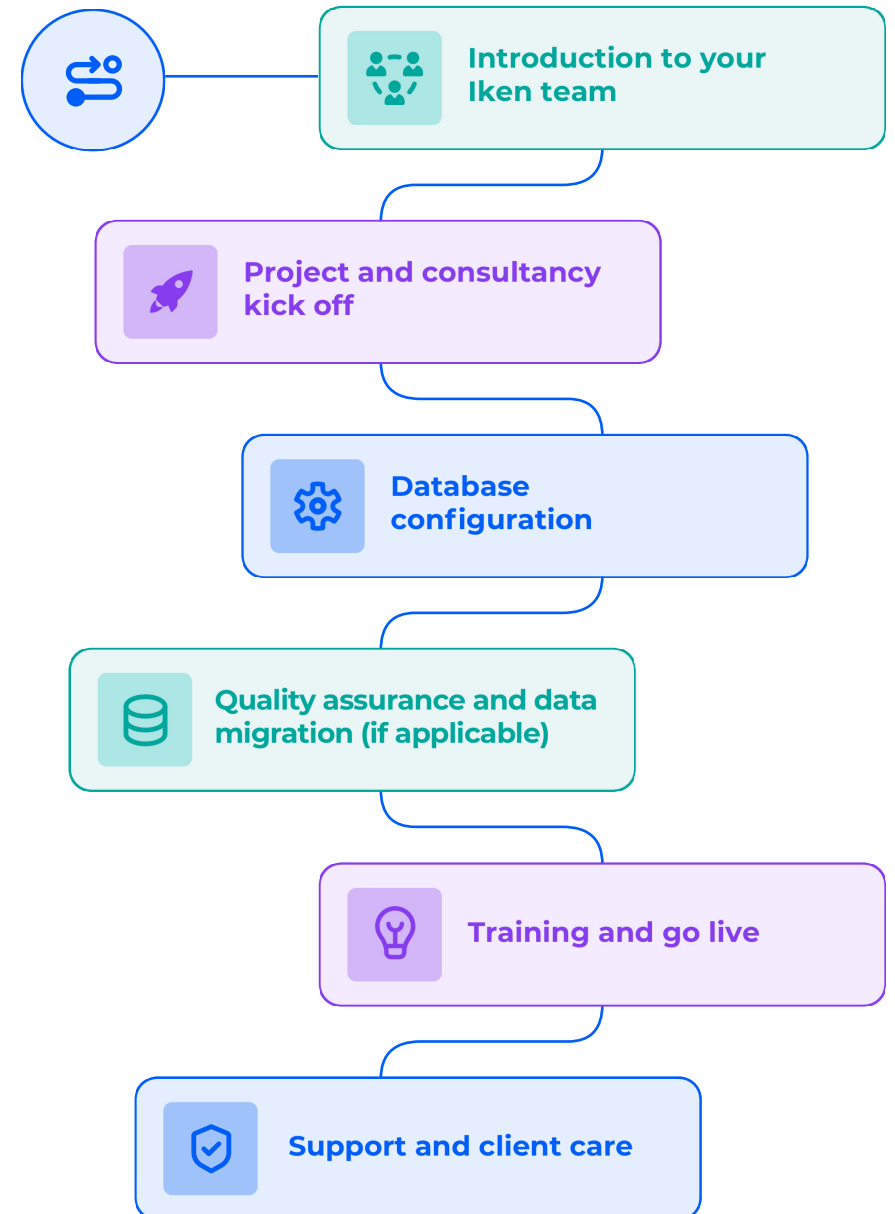 Introduction to your
Iken team
Project and consultancy
kick off
Database
configuration
Quality assurance and data
migration (if applicable)
Training and go live
Support and client care